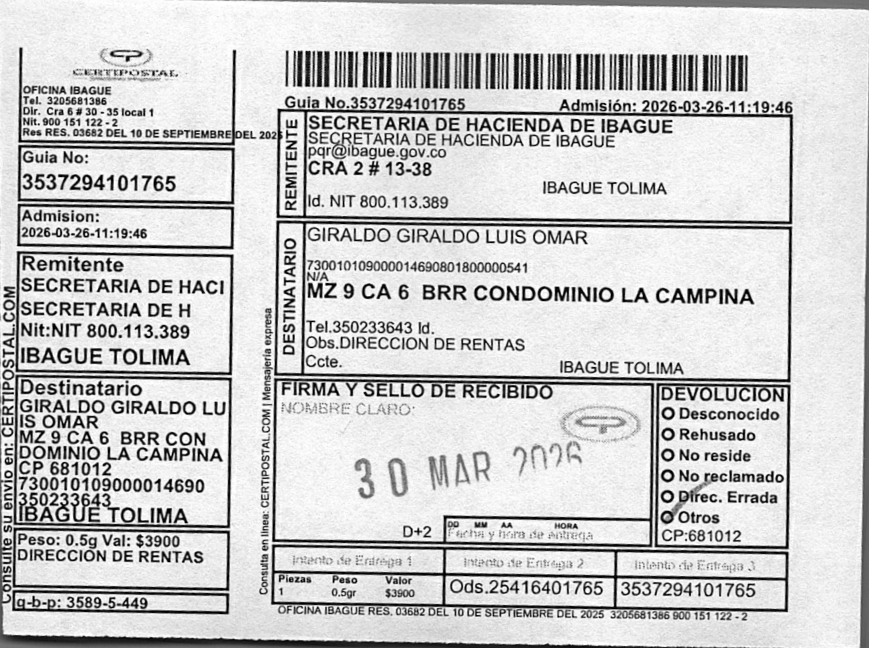 CERTIPOSTAL
OFICINA IBAGUE
Tel. 3205681386
Dir. Cra 6 # 30 - 35 local 1
Nit. 900 151 122 - 2
Res RES. 03682 DEL 10 DE SEPTIEMBRE DEL 2025
Guia No:
3537294101765
Admision:
2026-03-26-11:19:46
Remitente
SECRETARIA DE HACI
SECRETARIA DE H
Nit:NIT 800.113.389
IBAGUE TOLIMA
Destinatario
GIRALDO GIRALDO LU
IS OMAR
MZ 9 CA 6 BRR CON
DOMINIO LA CAMPINA
CP 681012
730010109000014690
350233643
IBAGUE TOLIMA
Peso: 0.5g Val: $3900
DIRECCIÓN DE RENTAS
q-b-p: 3589-5-449
Consulte su envio en: CERTIPOSTAL.COM
Guia No.3537294101765 Admisión: 2026-03-26-11:19:46
REMITENTE
SECRETARIA DE HACIENDA DE IBAGUE
SECRETARIA DE HACIENDA DE IBAGUE
pqr@ibague.gov.co
CRA 2 # 13-38
IBAGUE TOLIMA
Id. NIT 800.113.389
DESTINATARIO
GIRALDO GIRALDO LUIS OMAR
730010109000014690801800000541
N/A
MZ 9 CA 6 BRR CONDOMINIO LA CAMPINA
Tel.350233643 Id.
Obs.DIRECCION DE RENTAS
Ccte. IBAGUE TOLIMA
Consulta en linea: CERTIPOSTAL.COM | Mensajería expresa
FIRMA Y SELLO DE RECIBIDO
NOMBRE CLARO:
30 MAR 2026
D+2
DD MM AA HORA
Fecha y hora de entrega
DEVOLUCION
Desconocido
Rehusado
No reside
No reclamado
Direc. Errada
Otros
CP:681012
Intento de Entrega 1 Intento de Entrega 2 Intento de Entrega 3
Piezas Peso Valor
1 0.5gr $3900
Ods.25416401765 3537294101765
OFICINA IBAGUE RES. 03682 DEL 10 DE SEPTIEMBRE DEL 2025 3205681386 900 151 122 - 2